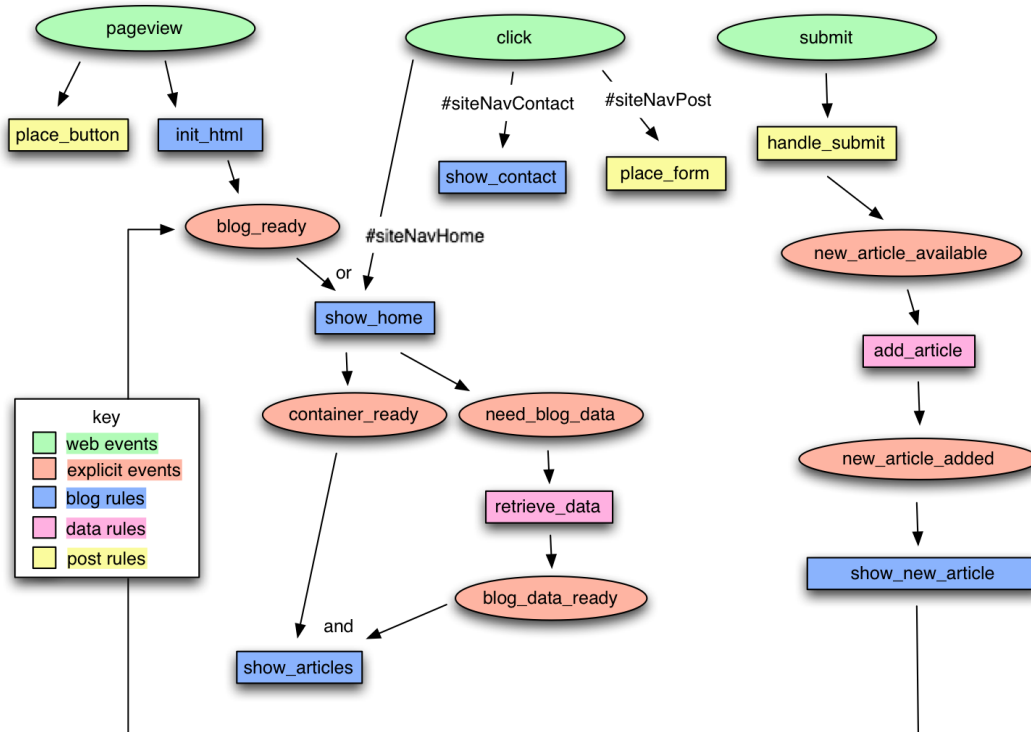 pageview
click
submit
#siteNavContact
#siteNavPost
place_button
init_html
handle_submit
show_contact
place_form
blog_ready
#siteNavHome
new_article_available
or
show_home
add_article
container_ready
need_blog_data
key
web events
explicit events
blog rules
data rules
post rules
new_article_added
retrieve_data
show_new_article
blog_data_ready
and
show_articles